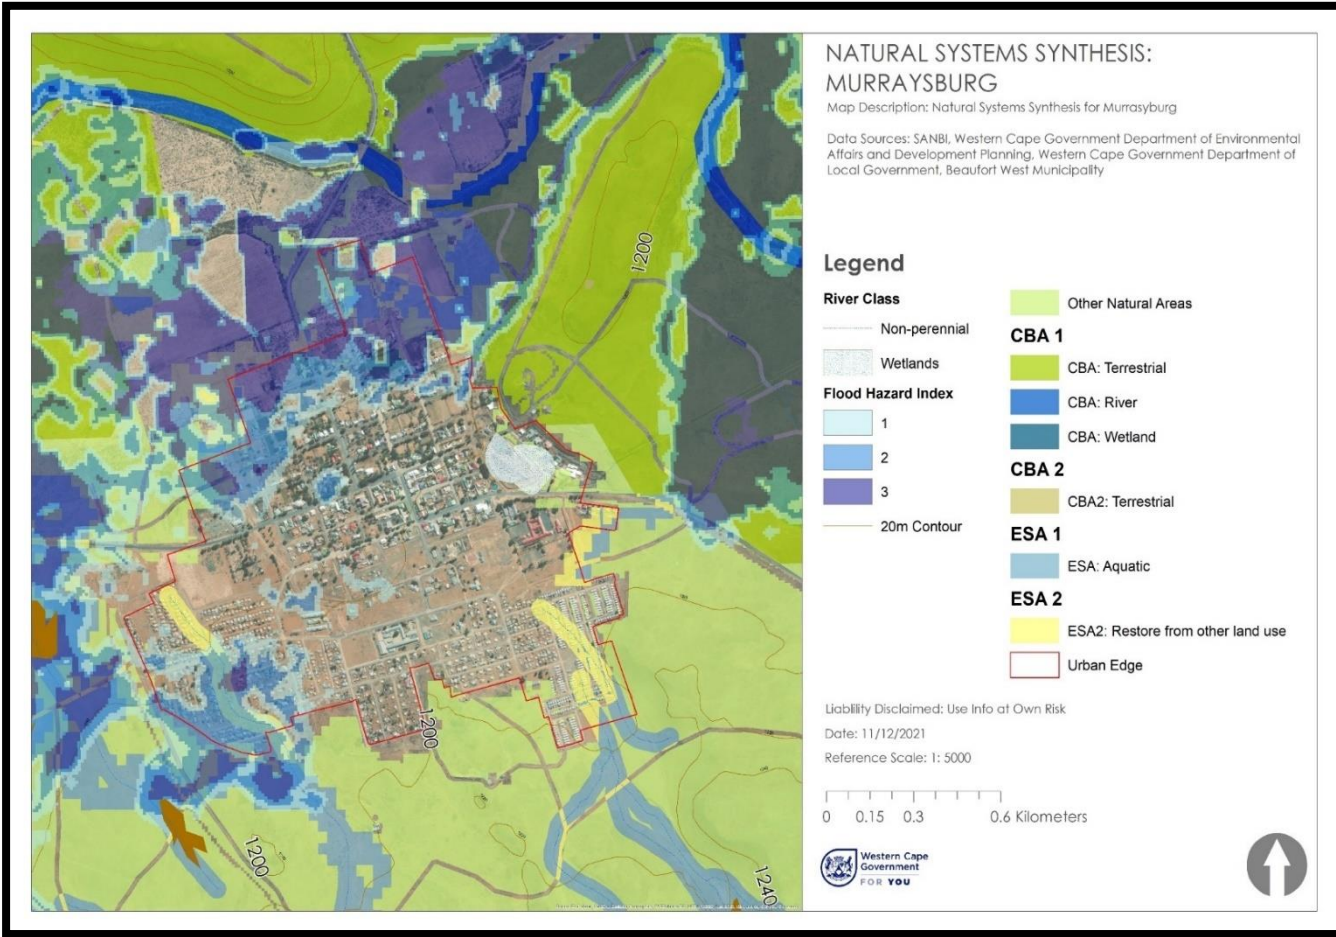 NATURAL SYSTEMS SYNTHESIS:
MURRAYSBURG
Map Description: Natural Systems Synthesis for Murrasyburg
Data Sources: SANBI, Western Cape Government Department of Environmental
Affairs and Development Planning, Western Cape Government Department of
Local Government, Beaufort West Municipality
Legend
River Class
Non-perennial
Wetlands
Flood Hazard Index
1
2
3
20m Contour
Other Natural Areas
CBA 1
CBA: Terrestrial
CBA: River
CBA: Wetland
CBA 2
CBA2: Terrestrial
ESA 1
ESA: Aquatic
ESA 2
ESA2: Restore from other land use
Urban Edge
Liability Disclaimed: Use Info at Own Risk
Date: 11/12/2021
Reference Scale: 1: 5000
0 0.15 0.3 0.6 Kilometers
Western Cape
Government
FOR YOU
1200
1200
1200
1240